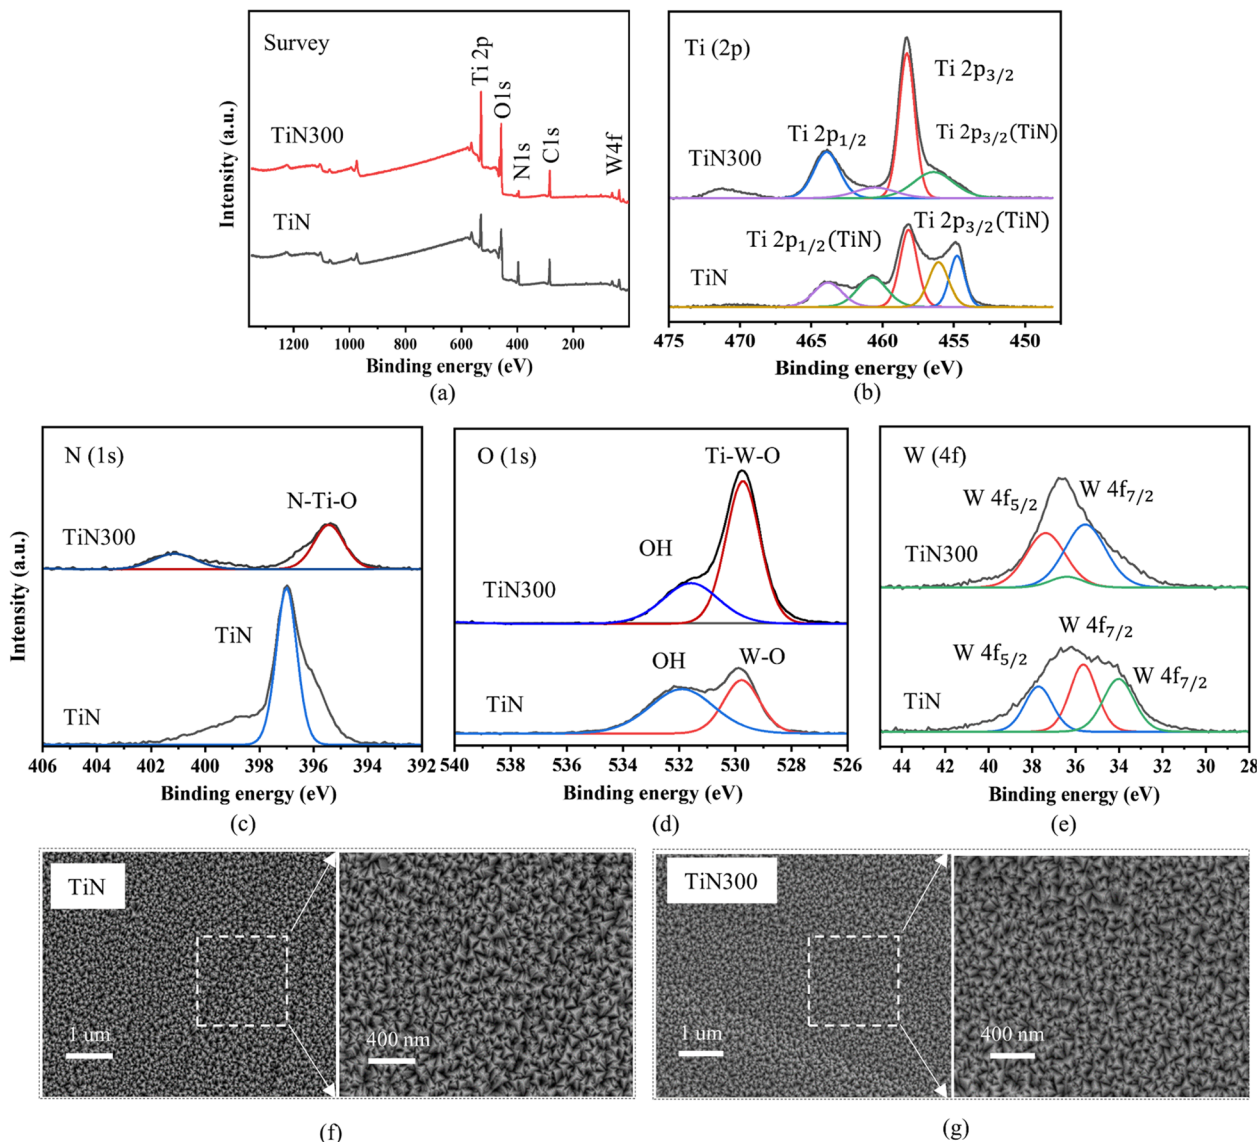 Survey
Ti 2p
O1s
N1s
C1s
W4f
TiN300
TiN
Intensity (a.u.)
1200 1000 800 600 400 200
Binding energy (eV)
(a)
Ti (2p)
Ti 2p3/2
Ti 2p1/2
Ti 2p3/2(TiN)
TiN300
Ti 2p3/2(TiN)
Ti 2p1/2(TiN)
TiN
475 470 465 460 455 450
Binding energy (eV)
(b)
N (1s)
N-Ti-O
TiN300
TiN
TiN
Intensity (a.u.)
406 404 402 400 398 396 394 392
Binding energy (eV)
(c)
O (1s)
Ti-W-O
OH
TiN300
OH
W-O
TiN
540 538 536 534 532 530 528 526
Binding energy (eV)
(d)
W (4f)
W 4f5/2
W 4f7/2
TiN300
W 4f7/2
W 4f5/2
W 4f7/2
TiN
44 42 40 38 36 34 32 30 28
Binding energy (eV)
(e)
TiN
1 um
400 nm
(f)
TiN300
1 um
400 nm
(g)